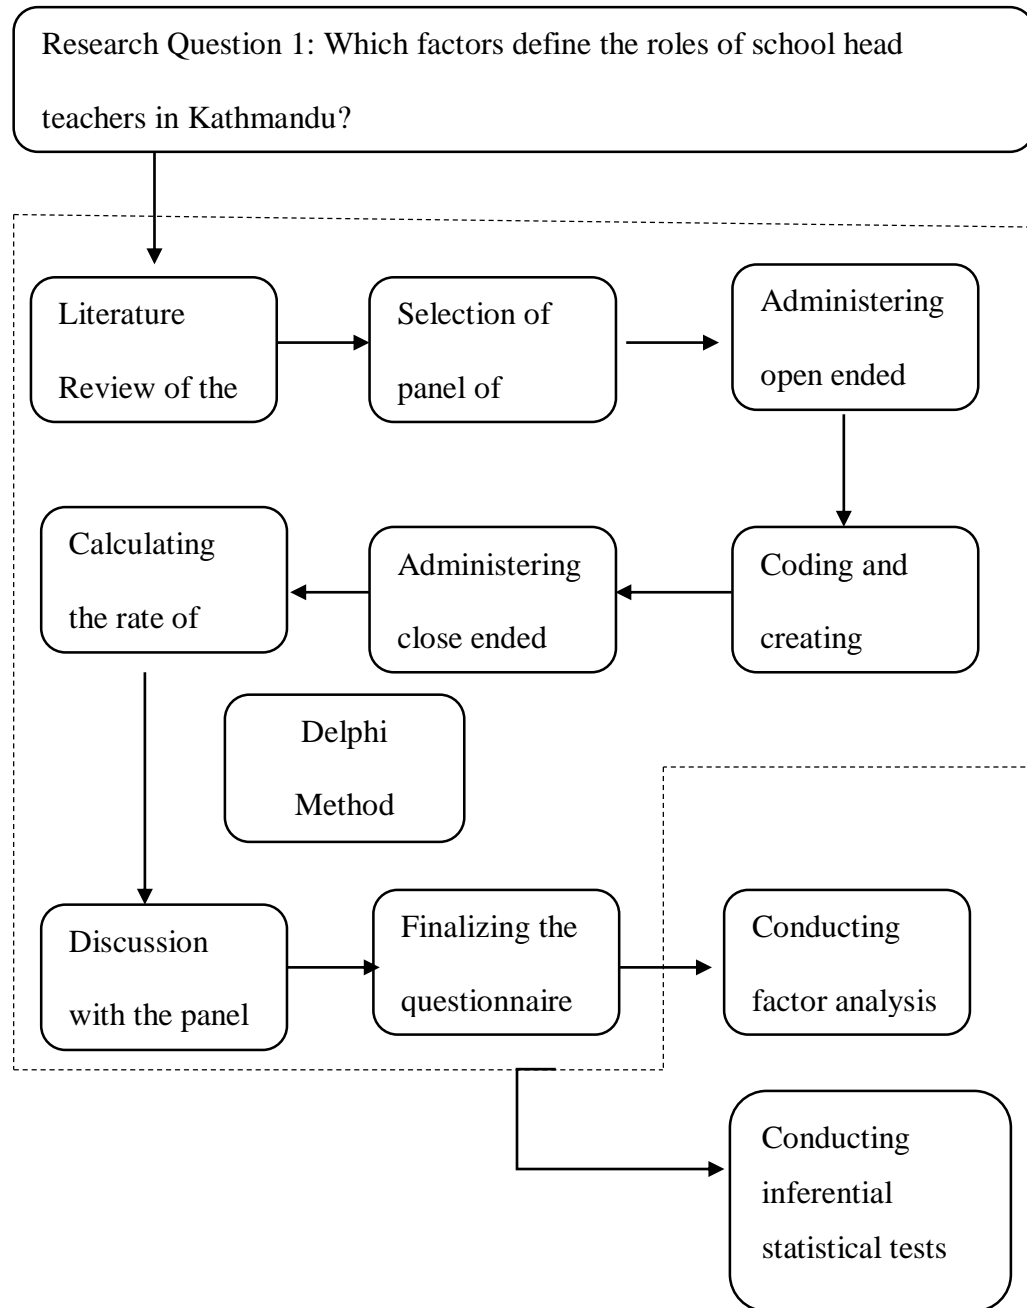 Research Question 1: Which factors define the roles of school head
teachers in Kathmandu?
Literature
Review of the
Selection of
panel of
Administering
open ended
Calculating
the rate of
Administering
close ended
Coding and
creating
Delphi
Method
Discussion
with the panel
Finalizing the
questionnaire
Conducting
factor analysis
Conducting
inferential
statistical tests